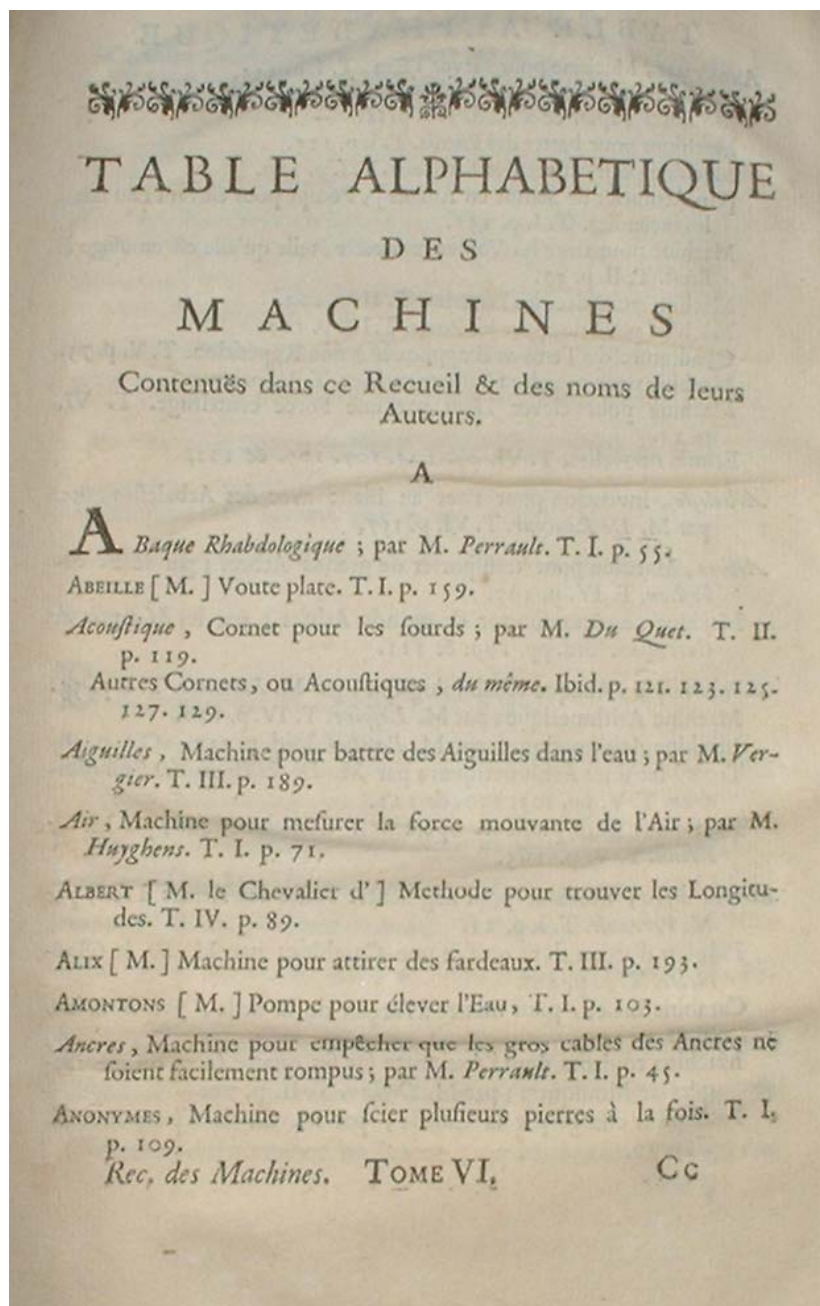 TABLE ALPHABETIQUE
DES
MACHINES
Contenuës dans ce Recueil & des noms de leurs
Auteurs.
A
ABaque Rhabdologique ; par M. Perrault. T. I. p. 55.
ABEILLE [ M. ] Voute plate. T. I. p. 159.
Acouſtique , Cornet pour les ſourds ; par M. Du Quet. T. II.
p. 119.
Autres Cornets, ou Acouſtiques , du même. Ibid. p. 121. 123. 125.
127. 129.
Aiguilles , Machine pour battre des Aiguilles dans l'eau ; par M. Ver-
gier. T. III. p. 189.
Air , Machine pour meſurer la force mouvante de l'Air ; par M.
Huyghens. T. I. p. 71.
ALBERT [ M. le Chevalier d' ] Methode pour trouver les Longitu-
des. T. IV. p. 89.
ALIX [ M. ] Machine pour attirer des fardeaux. T. III. p. 193.
AMONTONS [ M. ] Pompe pour élever l'Eau, T. I. p. 103.
Ancres , Machine pour empêcher que les gros cables des Ancres ne
ſoient facilement rompus ; par M. Perrault. T. I. p. 45.
ANONYMES , Machine pour ſcier pluſieurs pierres à la fois. T. I.
p. 109.
Rec. des Machines. TOME VI. Cc